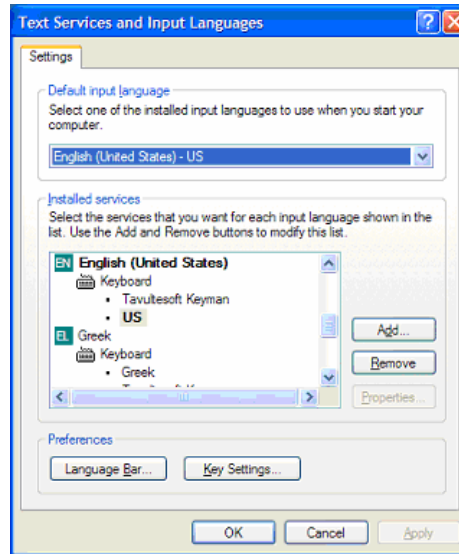 Text Services and Input Languages
Settings
Default input language
Select one of the installed input languages to use when you start your
computer.
English (United States) - US
Installed services
Select the services that you want for each input language shown in the
list. Use the Add and Remove buttons to modify this list.
EN English (United States)
Keyboard
• Tavultesoft Keyman
• US
EL Greek
Keyboard
• Greek
Add...
Remove
Properties...
Preferences
Language Bar...
Key Settings...
OK
Cancel
Apply